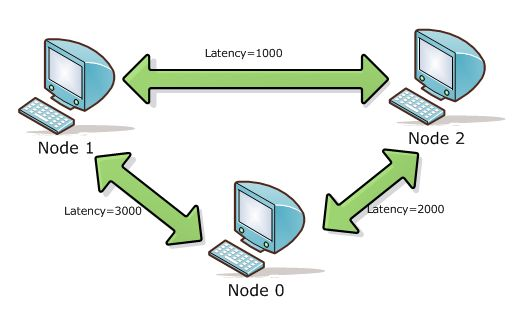 Latency=1000
Node 1
Node 2
Latency=3000
Latency=2000
Node 0